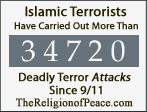 Islamic Terrorists
Have Carried Out More Than
34720
Deadly Terror Attacks
Since 9/11
TheReligionofPeace.com